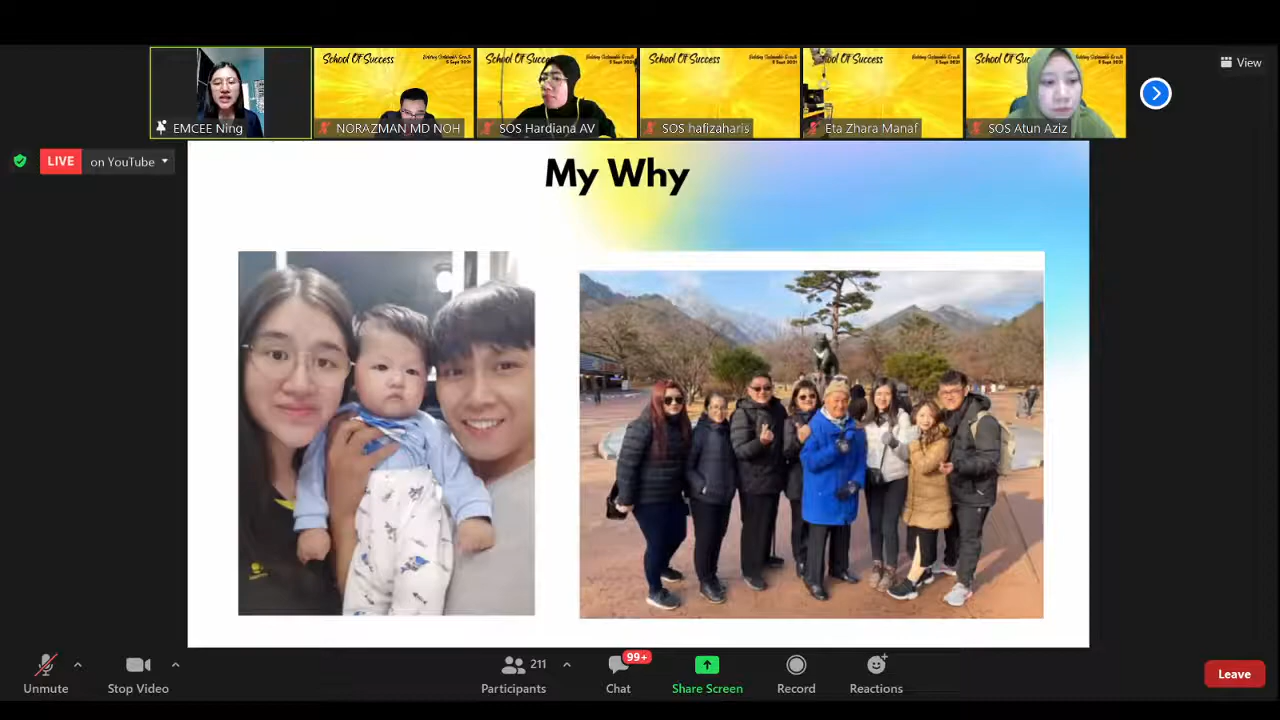 School Of Success
School Of Success
School Of Success
View
EMCEE Ning
NORAZMAN MD NOH
SOS Hardiana AV
SOS hafizaharis
Eta Zhara Manaf
SOS Atun Aziz
LIVE on YouTube
My Why
Unmute
Stop Video
211
Participants
99+
Chat
Share Screen
Record
Reactions
Leave